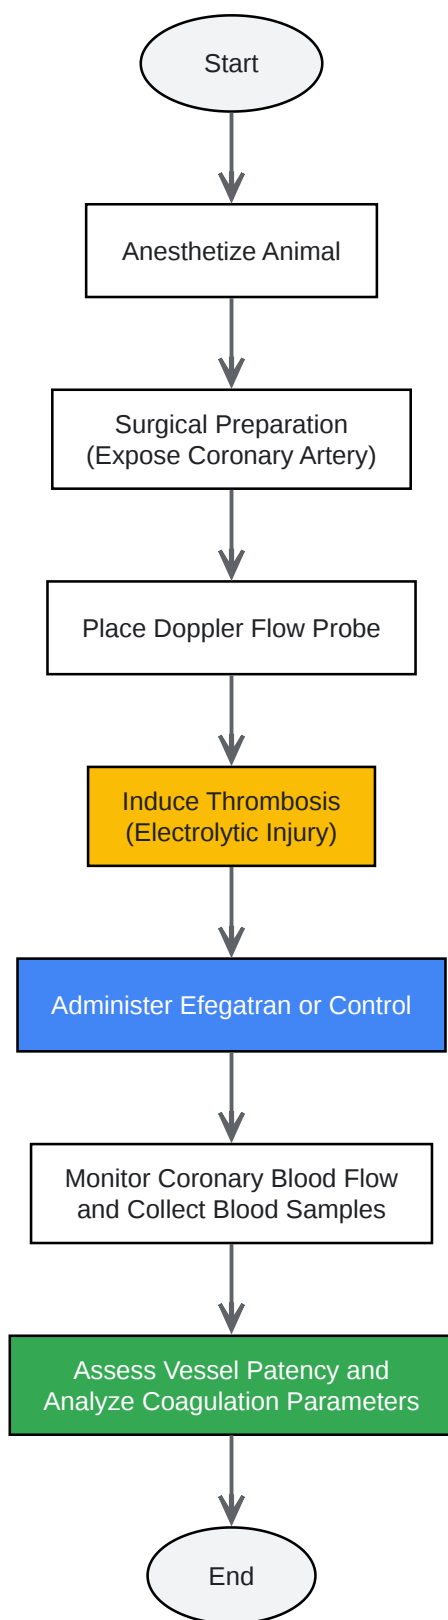 Start
Anesthetize Animal
Surgical Preparation
(Expose Coronary Artery)
Place Doppler Flow Probe
Induce Thrombosis
(Electrolytic Injury)
Administer Efegatran or Control
Monitor Coronary Blood Flow
and Collect Blood Samples
Assess Vessel Patency and
Analyze Coagulation Parameters
End